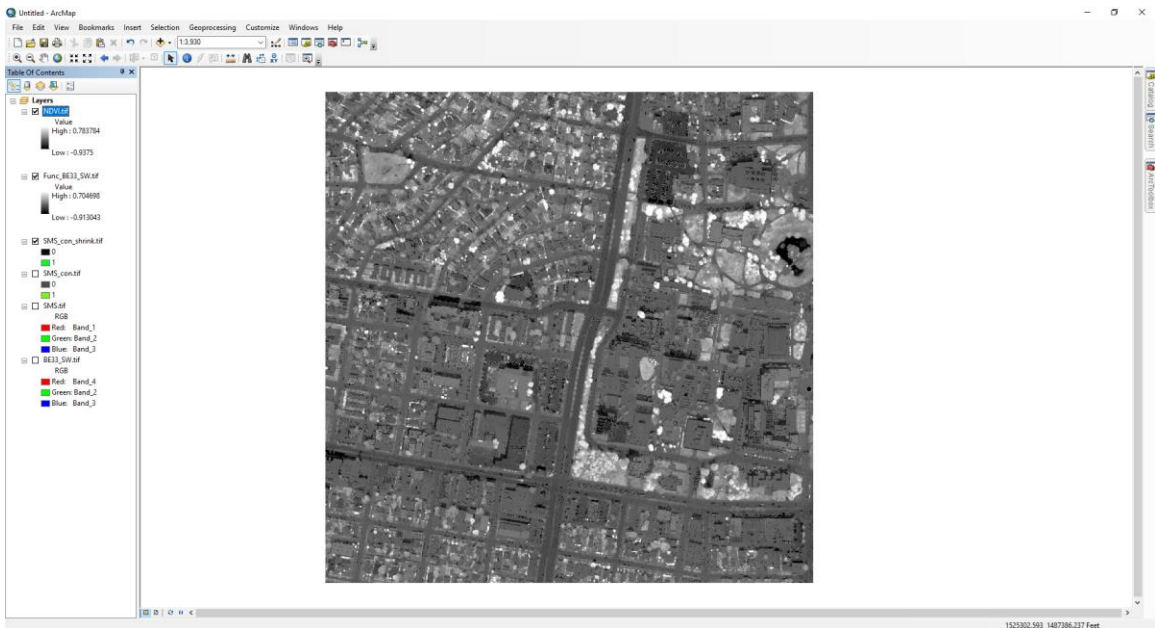 Untitled - ArcMap
File Edit View Bookmarks Insert Selection Geoprocessing Customize Windows Help
1:3,930
Table Of Contents
Layers
NDVI.tif
Value
High : 0.783784
Low : -0.9375
Func_BE33_SW.tif
Value
High : 0.704698
Low : -0.913043
SMS_con_shrink.tif
0
1
SMS_con.tif
0
1
SMS.tif
RGB
Red: Band_1
Green: Band_2
Blue: Band_3
BE33_SW.tif
RGB
Red: Band_4
Green: Band_2
Blue: Band_3
Catalog
Search
ArcToolbox
1525302.593 1487386.237 Feet